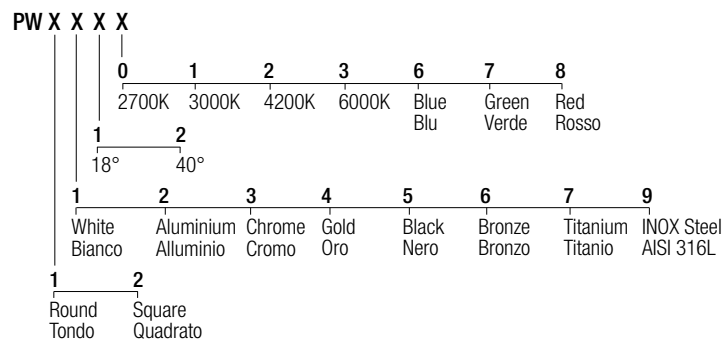 PW X X X X
0 1 2 3 6 7 8
2700K 3000K 4200K 6000K Blue Green Red
Blu Verde Rosso
1 2
18° 40°
1 2 3 4 5 6 7 9
White Aluminium Chrome Gold Black Bronze Titanium INOX Steel
Bianco Alluminio Cromo Oro Nero Bronzo Titanio AISI 316L
1 2
Round Square
Tondo Quadrato